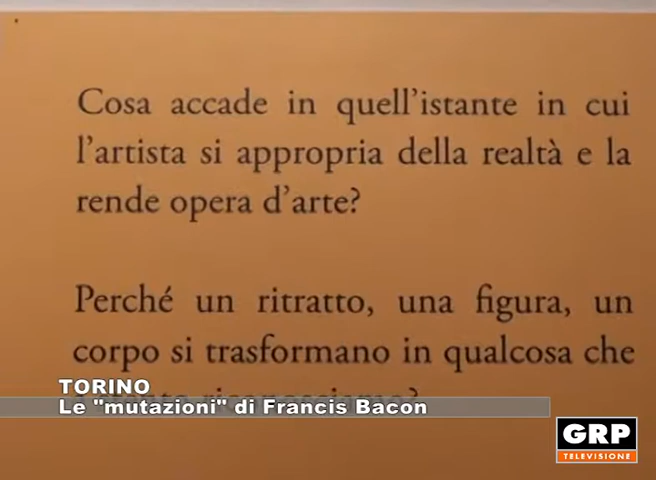 Cosa accade in quell'istante in cui
l'artista si appropria della realtà e la
rende opera d'arte?
Perché un ritratto, una figura, un
corpo si trasformano in qualcosa che
TORINO
Le "mutazioni" di Francis Bacon
GRP
TELEVISIONE